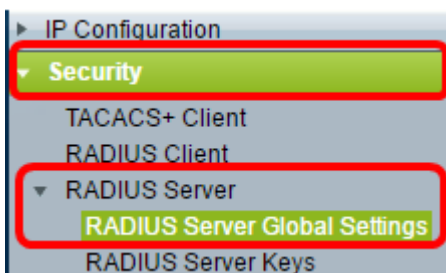 IP Configuration
Security
TACACS+ Client
RADIUS Client
RADIUS Server
RADIUS Server Global Settings
RADIUS Server Keys